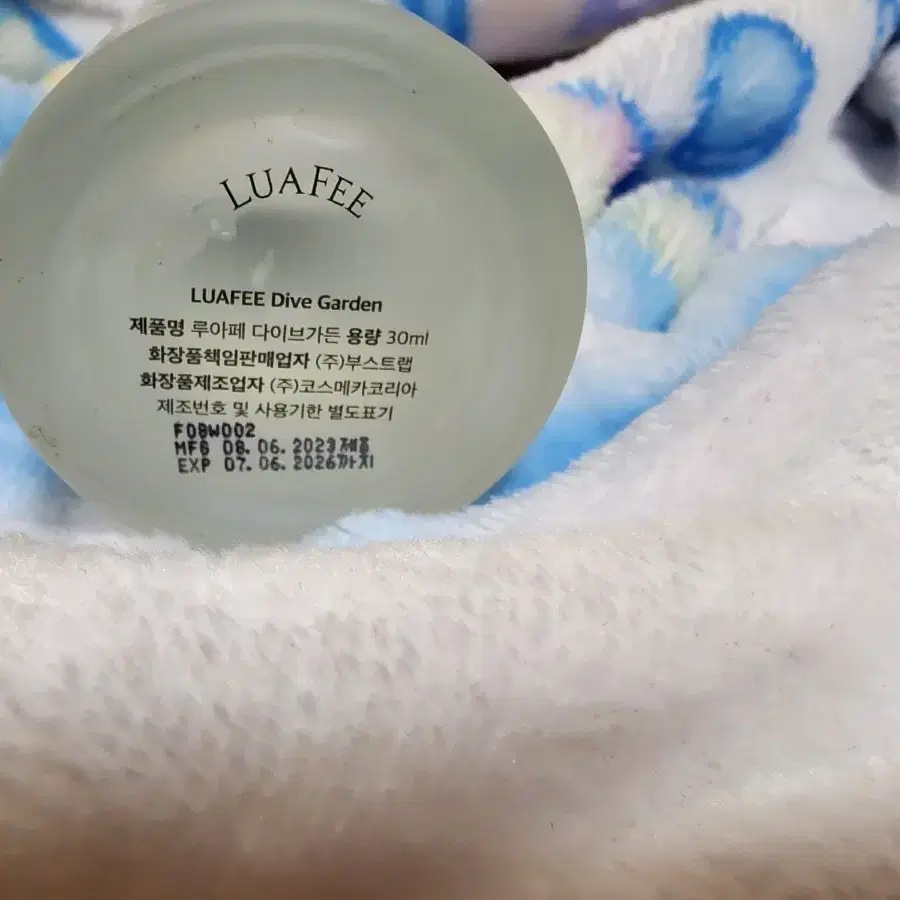 LUAFEE
LUAFEE Dive Garden
제품명 루아페 다이브가든 용량 30ml
화장품책임판매업자 (주)부스트랩
화장품제조업자 (주)코스메카코리아
제조번호 및 사용기한 별도표기
F08W002
MFG 08. 06. 2023제조
EXP 07. 06. 2026까지